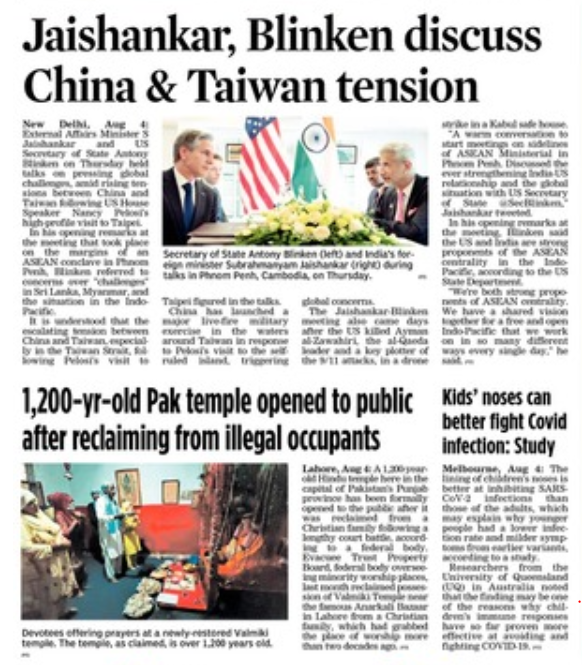 Jaishankar, Blinken discuss
China & Taiwan tension
New Delhi, Aug 4:
External Affairs Minister S
Jaishankar and US
Secretary of State Antony
Blinken on Thursday held
talks on pressing global
challenges, amid rising ten-
sions between China and
Taiwan following US House
Speaker Nancy Pelosi's
high-profile visit to Taipei.
In his opening remarks at
the meeting that took place
on the margins of an
ASEAN conclave in Phnom
Penh, Blinken referred to
concerns over "challenges"
in Sri Lanka, Myanmar, and
the situation in the Indo-
Pacific.
It is understood that the
escalating tension between
China and Taiwan, especial-
ly in the Taiwan Strait, fol-
lowing Pelosi's visit to
Secretary of State Antony Blinken (left) and India's for-
eign minister Subrahmanyam Jaishankar (right) during
talks in Phnom Penh, Cambodia, on Thursday.
Taipei figured in the talks.
China has launched a
major live-fire military
exercise in the waters
around Taiwan in response
to Pelosi's visit to the self-
ruled island, triggering
global concerns.
The Jaishankar-Blinken
meeting also came days
after the US killed Ayman
al-Zawahiri, the al-Qaeda
leader and a key plotter of
the 9/11 attacks, in a drone
strike in a Kabul safe house.
"A warm conversation to
start meetings on sidelines
of ASEAN Ministerial in
Phnom Penh. Discussed the
ever strengthening India-US
relationship and the global
situation with US Secretary
of State @SecBlinken,"
Jaishankar tweeted.
In his opening remarks at
the meeting, Blinken said
the US and India are strong
proponents of the ASEAN
centrality in the Indo-
Pacific, according to the US
State Department.
"We're both strong propo-
nents of ASEAN centrality.
We have a shared vision
together for a free and open
Indo-Pacific that we work
on in so many different
ways every single day," he
said.
1,200-yr-old Pak temple opened to public
after reclaiming from illegal occupants
Devotees offering prayers at a newly-restored Valmiki
temple. The temple, as claimed, is over 1,200 years old.
Lahore, Aug 4: A 1,200 year-
old Hindu temple here in the
capital of Pakistan's Punjab
province has been formally
opened to the public after it
was reclaimed from a
Christian family following a
lengthy court battle, accord-
ing to a federal body.
Evacuee Trust Property
Board, federal body oversee-
ing minority worship places,
last month reclaimed posses-
sion of Valmiki Temple near
the famous Anarkali Bazaar
in Lahore from a Christian
family, which had grabbed
the place of worship more
than two decades ago.
Kids' noses can
better fight Covid
infection: Study
Melbourne, Aug 4: The
lining of children's noses is
better at inhibiting SARS-
CoV-2 infections than
those of the adults, which
may explain why younger
people had a lower infec-
tion rate and milder symp-
toms from earlier variants,
according to a study.
Researchers from the
University of Queensland
(UQ) in Australia noted
that the finding may be one
of the reasons why chil-
dren's immune responses
have so far proven more
effective at avoiding and
fighting COVID-19.